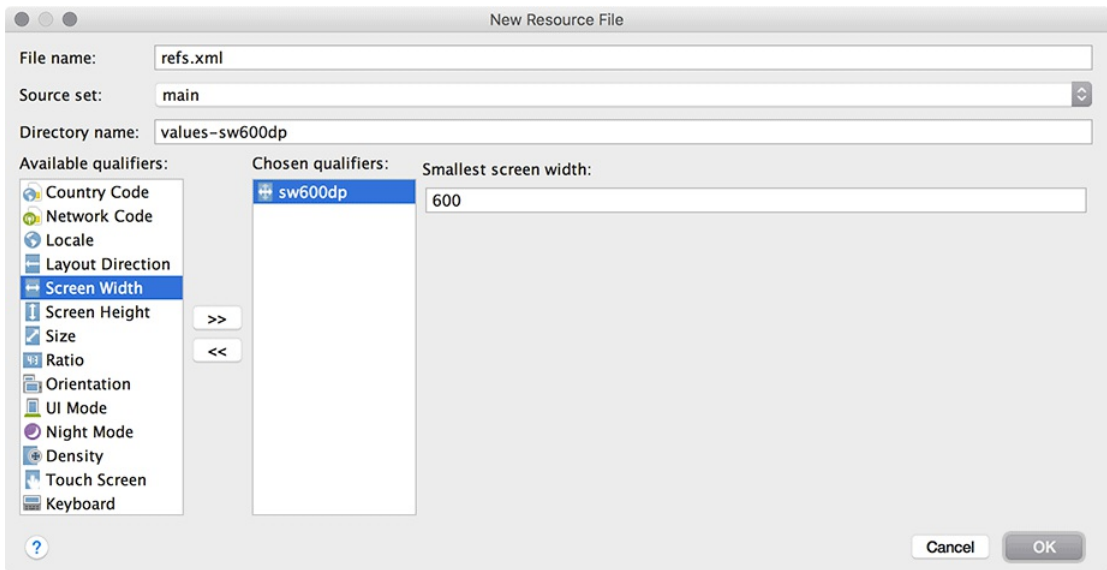 New Resource File
File name: refs.xml
Source set: main
Directory name: values-sw600dp
Available qualifiers:
Country Code
Network Code
Locale
Layout Direction
Screen Width
Screen Height
Size
Ratio
Orientation
UI Mode
Night Mode
Density
Touch Screen
Keyboard
>>
<<
Chosen qualifiers:
sw600dp
Smallest screen width:
600
?
Cancel
OK